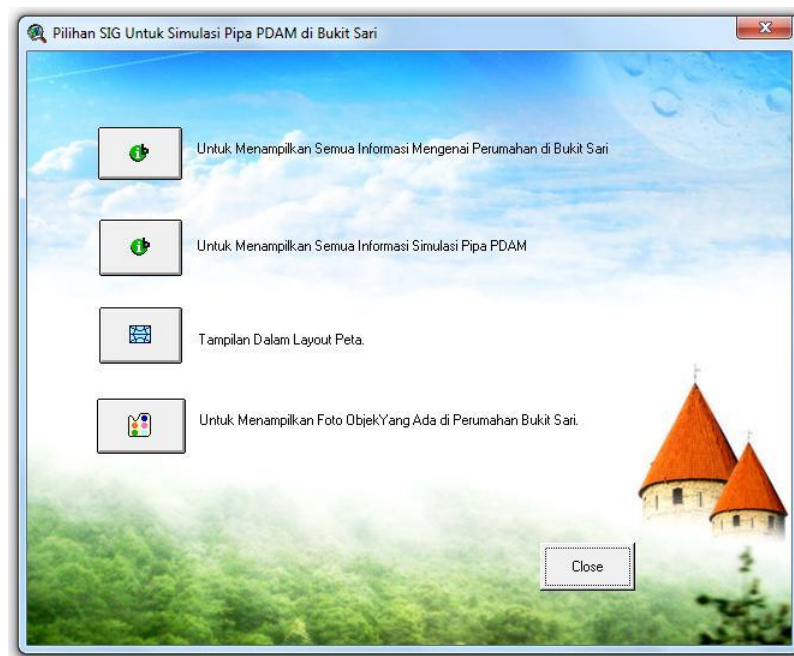 Pilihan SIG Untuk Simulasi Pipa PDAM di Bukit Sari
Untuk Menampilkan Semua Informasi Mengenai Perumahan di Bukit Sari
Untuk Menampilkan Semua Informasi Simulasi Pipa PDAM
Tampilan Dalam Layout Peta.
Untuk Menampilkan Foto ObjekYang Ada di Perumahan Bukit Sari.
Close